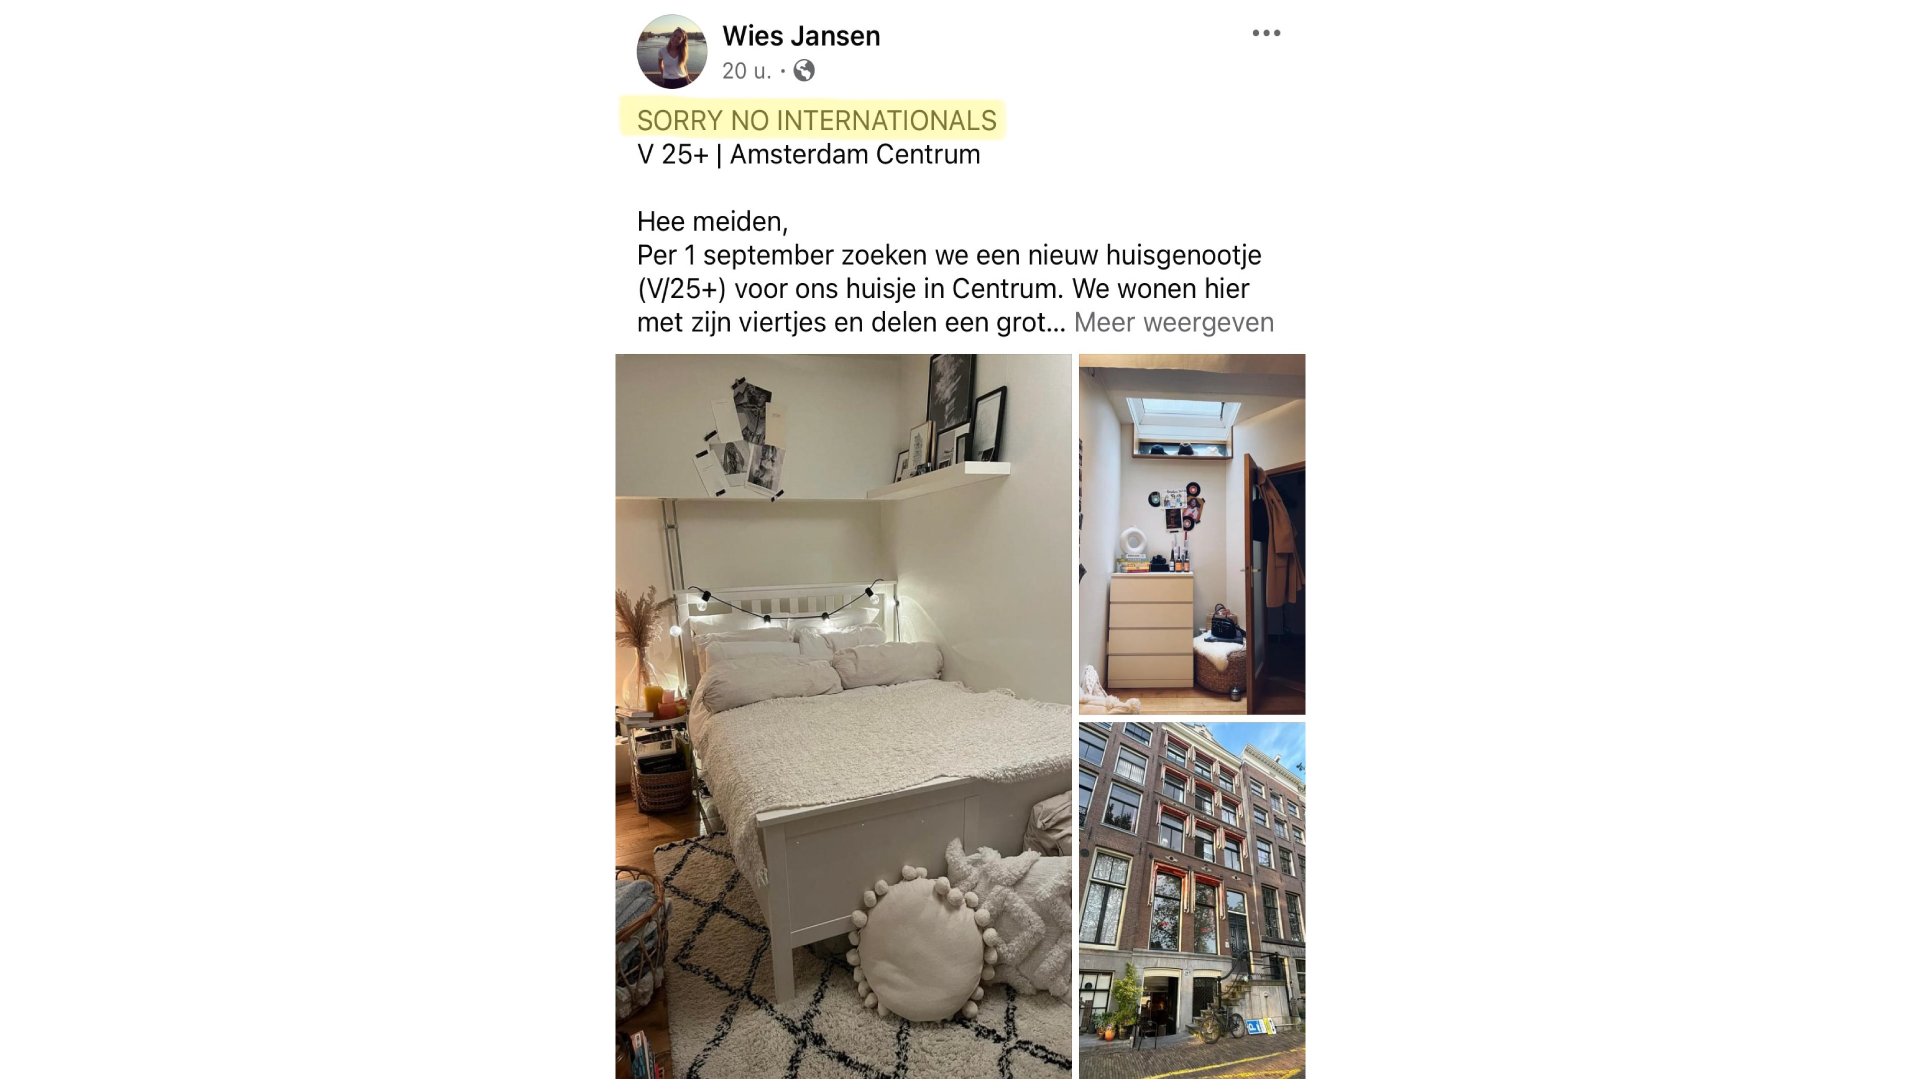 Wies Jansen
20 u. ·
SORRY NO INTERNATIONALS
V 25+ | Amsterdam Centrum
Hee meiden,
Per 1 september zoeken we een nieuw huisgenootje
(V/25+) voor ons huisje in Centrum. We wonen hier
met zijn viertjes en delen een grot... Meer weergeven